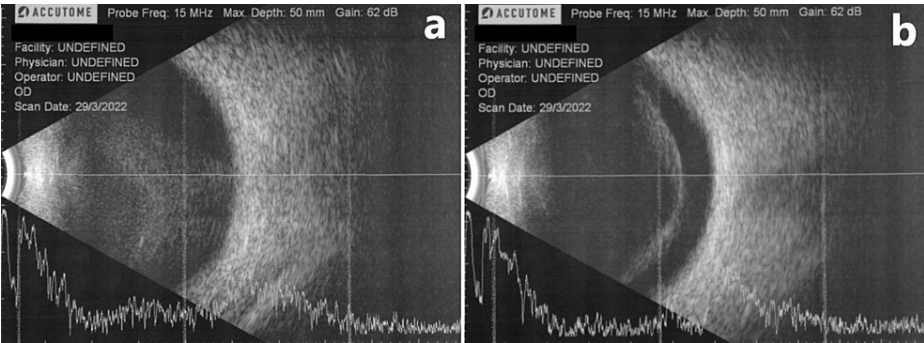 ACCUTOME Probe Freq: 15 MHz Max. Depth: 50 mm Gain: 62 dB
a
Facility: UNDEFINED
Physician: UNDEFINED
Operator: UNDEFINED
OD
Scan Date: 29/3/2022
ACCUTOME Probe Freq: 15 MHz Max. Depth: 50 mm Gain: 62 dB
b
Facility: UNDEFINED
Physician: UNDEFINED
Operator: UNDEFINED
OD
Scan Date: 29/3/2022